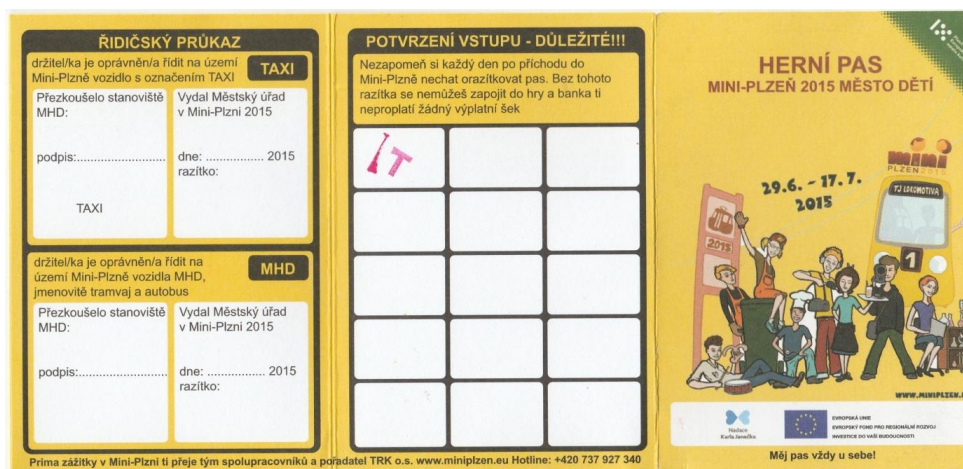 ŘIDIČSKÝ PRŮKAZ
držitel/ka je oprávněn/a řídit na území
Mini-Plzně vozidlo s označením TAXI
TAXI
Přezkoušelo stanoviště
MHD:
podpis:............................
TAXI
Vydal Městský úřad
v Mini-Plzni 2015
dne: .................. 2015
razítko:
držitel/ka je oprávněn/a řídit na
území Mini-Plzně vozidla MHD,
jmenovitě tramvaj a autobus
MHD
Přezkoušelo stanoviště
MHD:
podpis:............................
Vydal Městský úřad
v Mini-Plzni 2015
dne: .................. 2015
razítko:
POTVRZENÍ VSTUPU - DŮLEŽITÉ!!!
Nezapomeň si každý den po příchodu do
Mini-Plzně nechat orazítkovat pas. Bez tohoto
razítka se nemůžeš zapojit do hry a banka ti
neproplatí žádný výplatní šek
Prima zážitky v Mini-Plzni ti přeje tým spolupracovníků a pořadatel TRK o.s. www.miniplzen.eu Hotline: +420 737 927 340
HERNÍ PAS
MINI-PLZEŇ 2015 MĚSTO DĚTÍ
mini
PLZEN2015
29.6. - 17.7.
2015
TJ LOKOMOTIVA
2015
1
WWW.MINIPLZEN.
Nadace
Karla Janečka
EVROPSKÁ UNIE
EVROPSKÝ FOND PRO REGIONÁLNÍ ROZVOJ
INVESTICE DO VAŠÍ BUDOUCNOSTI
Měj pas vždy u sebe!